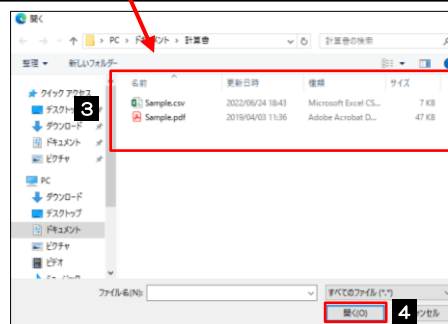 開く
PC > ドキュメント > 計算書
計算書の検索
整理 新しいフォルダー
名前 更新日時 種類 サイズ
Sample.csv 2022/06/24 18:43 Microsoft Excel CS... 7 KB
Sample.pdf 2019/04/03 11:36 Adobe Acrobat D... 47 KB
3
クイック アクセス
デスクトップ
ダウンロード
ドキュメント
ピクチャ
PC
ダウンロード
デスクトップ
ドキュメント
ピクチャ
ビデオ
ファイル名(N):
すべてのファイル (*.*)
開く(O)
4